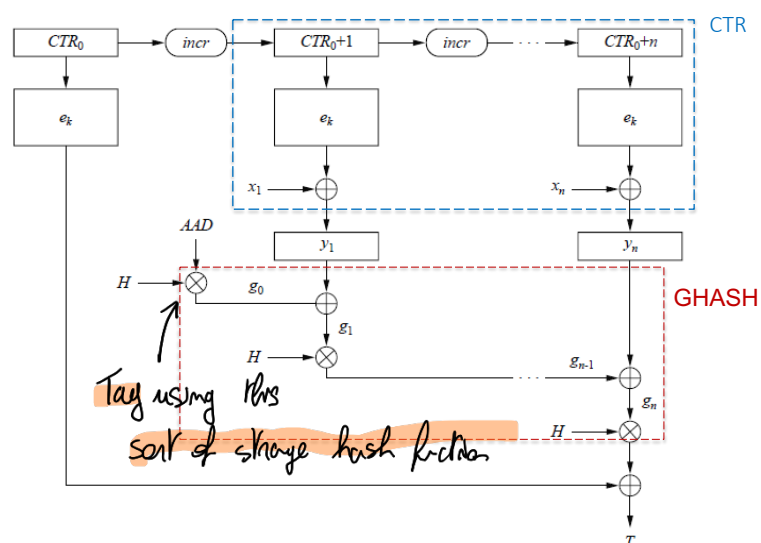 CTR
CTR₀ incr CTR₀+1 incr ... CTR₀+n
eₖ eₖ eₖ
x₁ xₙ
AAD
y₁ yₙ
H g₀
GHASH
g₁
H gₙ₋₁
Tag using this
gₙ
sort of strange hash function H
T